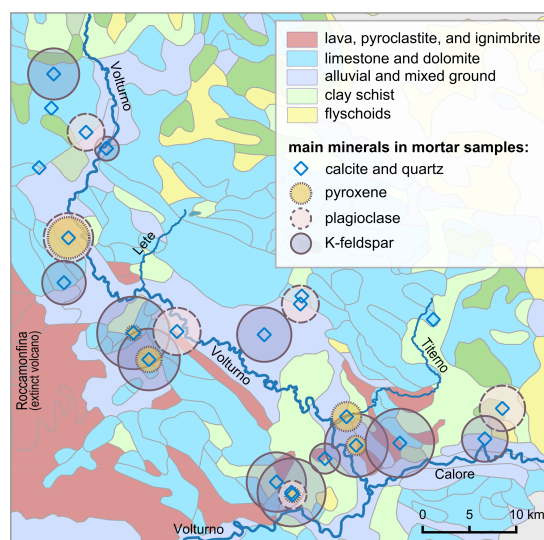 lava, pyroclastite, and ignimbrite
limestone and dolomite
alluvial and mixed ground
clay schist
flyschoids
main minerals in mortar samples:
calcite and quartz
pyroxene
plagioclase
K-feldspar
Volturno
Lete
Roccamonfina
(extinct volcano)
Volturno
Titerno
Calore
Volturno
0 5 10 km